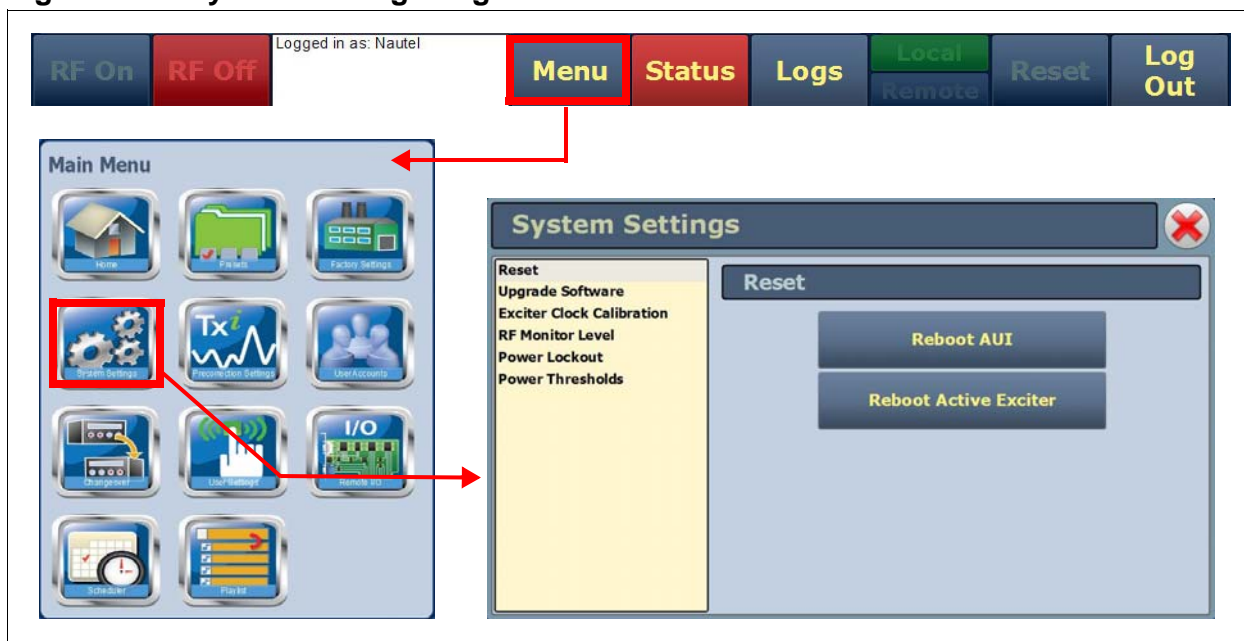 Logged in as: Nautel
RF On
RF Off
Menu
Status
Logs
Local
Remote
Reset
Log
Out
Main Menu
Home
Presets
Factory Settings
System Settings
Txi
Precorrection Settings
User Accounts
Changeover
User Settings
I/O
Remote I/O
Scheduler
Playlist
System Settings
Reset
Upgrade Software
Exciter Clock Calibration
RF Monitor Level
Power Lockout
Power Thresholds
Reset
Reboot AUI
Reboot Active Exciter